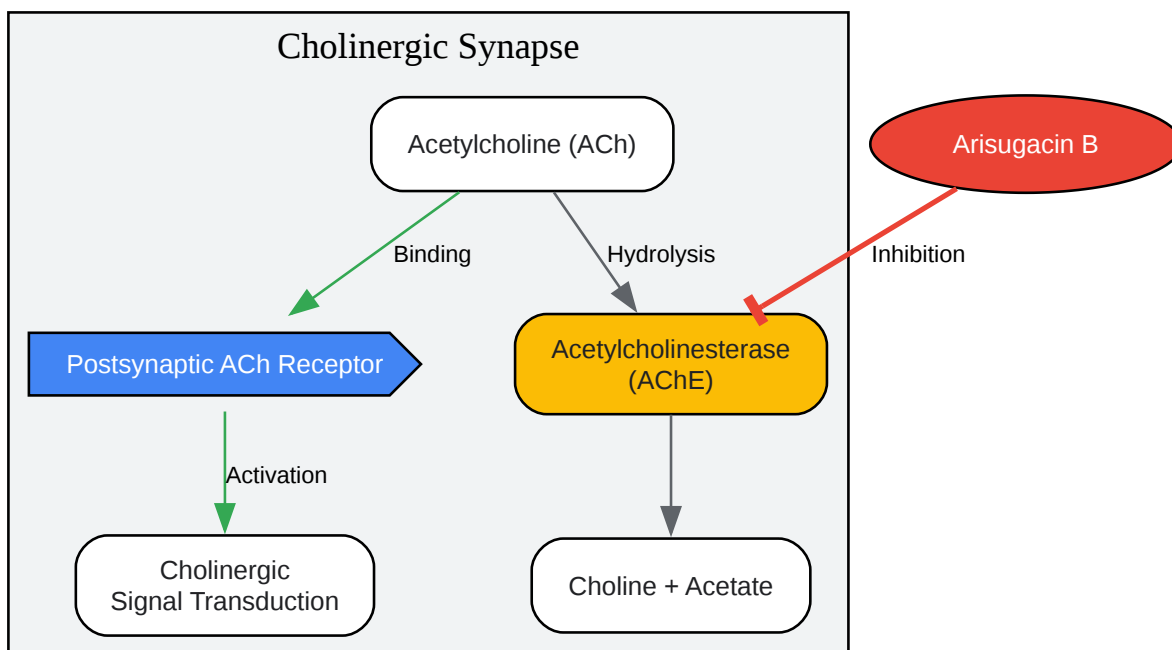 Cholinergic Synapse
Acetylcholine (ACh)
Arisugacin B
Binding
Hydrolysis
Inhibition
Postsynaptic ACh Receptor
Acetylcholinesterase
(AChE)
Activation
Cholinergic
Signal Transduction
Choline + Acetate